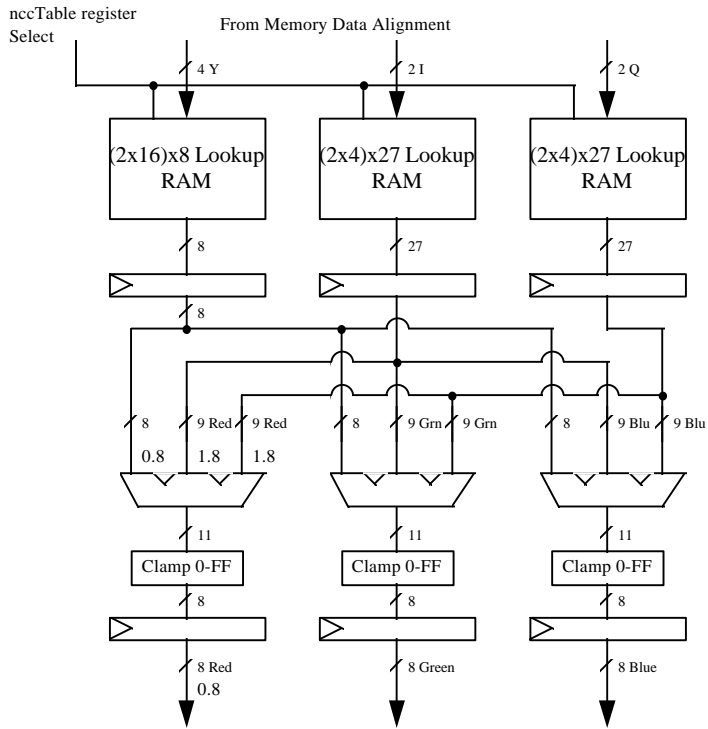 nccTable register
Select
From Memory Data Alignment
4 Y
2 I
2 Q
(2x16)x8 Lookup
RAM
(2x4)x27 Lookup
RAM
(2x4)x27 Lookup
RAM
8
27
27
8
8
9 Red
9 Red
8
9 Grn
9 Grn
8
9 Blu
9 Blu
0.8
1.8
1.8
11
11
11
Clamp 0-FF
Clamp 0-FF
Clamp 0-FF
8
8
8
8 Red
8 Green
8 Blue
0.8